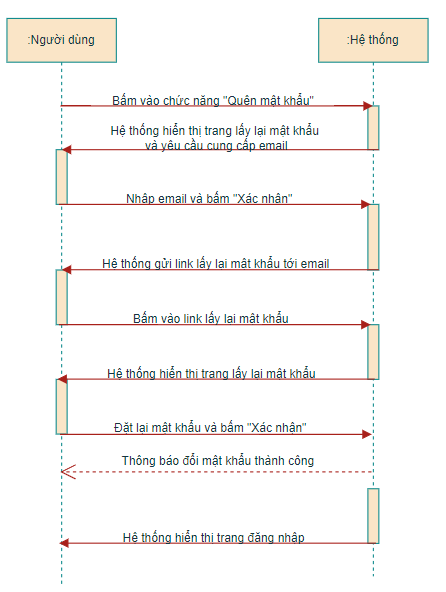 :Người dùng
:Hệ thống
Bấm vào chức năng "Quên mật khẩu"
Hệ thống hiển thị trang lấy lại mật khẩu
và yêu cầu cung cấp email
Nhập email và bấm "Xác nhận"
Hệ thống gửi link lấy lại mật khẩu tới email
Bấm vào link lấy lại mật khẩu
Hệ thống hiển thị trang lấy lại mật khẩu
Đặt lại mật khẩu và bấm "Xác nhận"
Thông báo đổi mật khẩu thành công
Hệ thống hiển thị trang đăng nhập